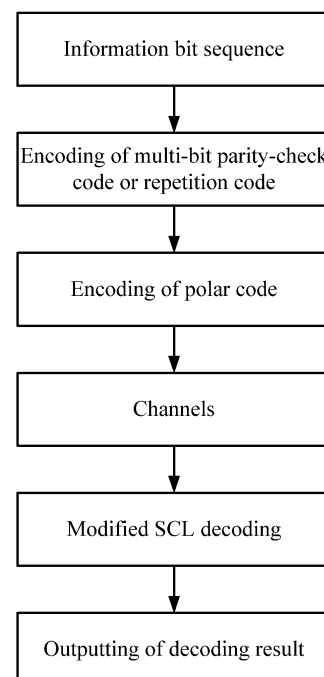 Information bit sequence
Encoding of multi-bit parity-check
code or repetition code
Encoding of polar code
Channels
Modified SCL decoding
Outputting of decoding result